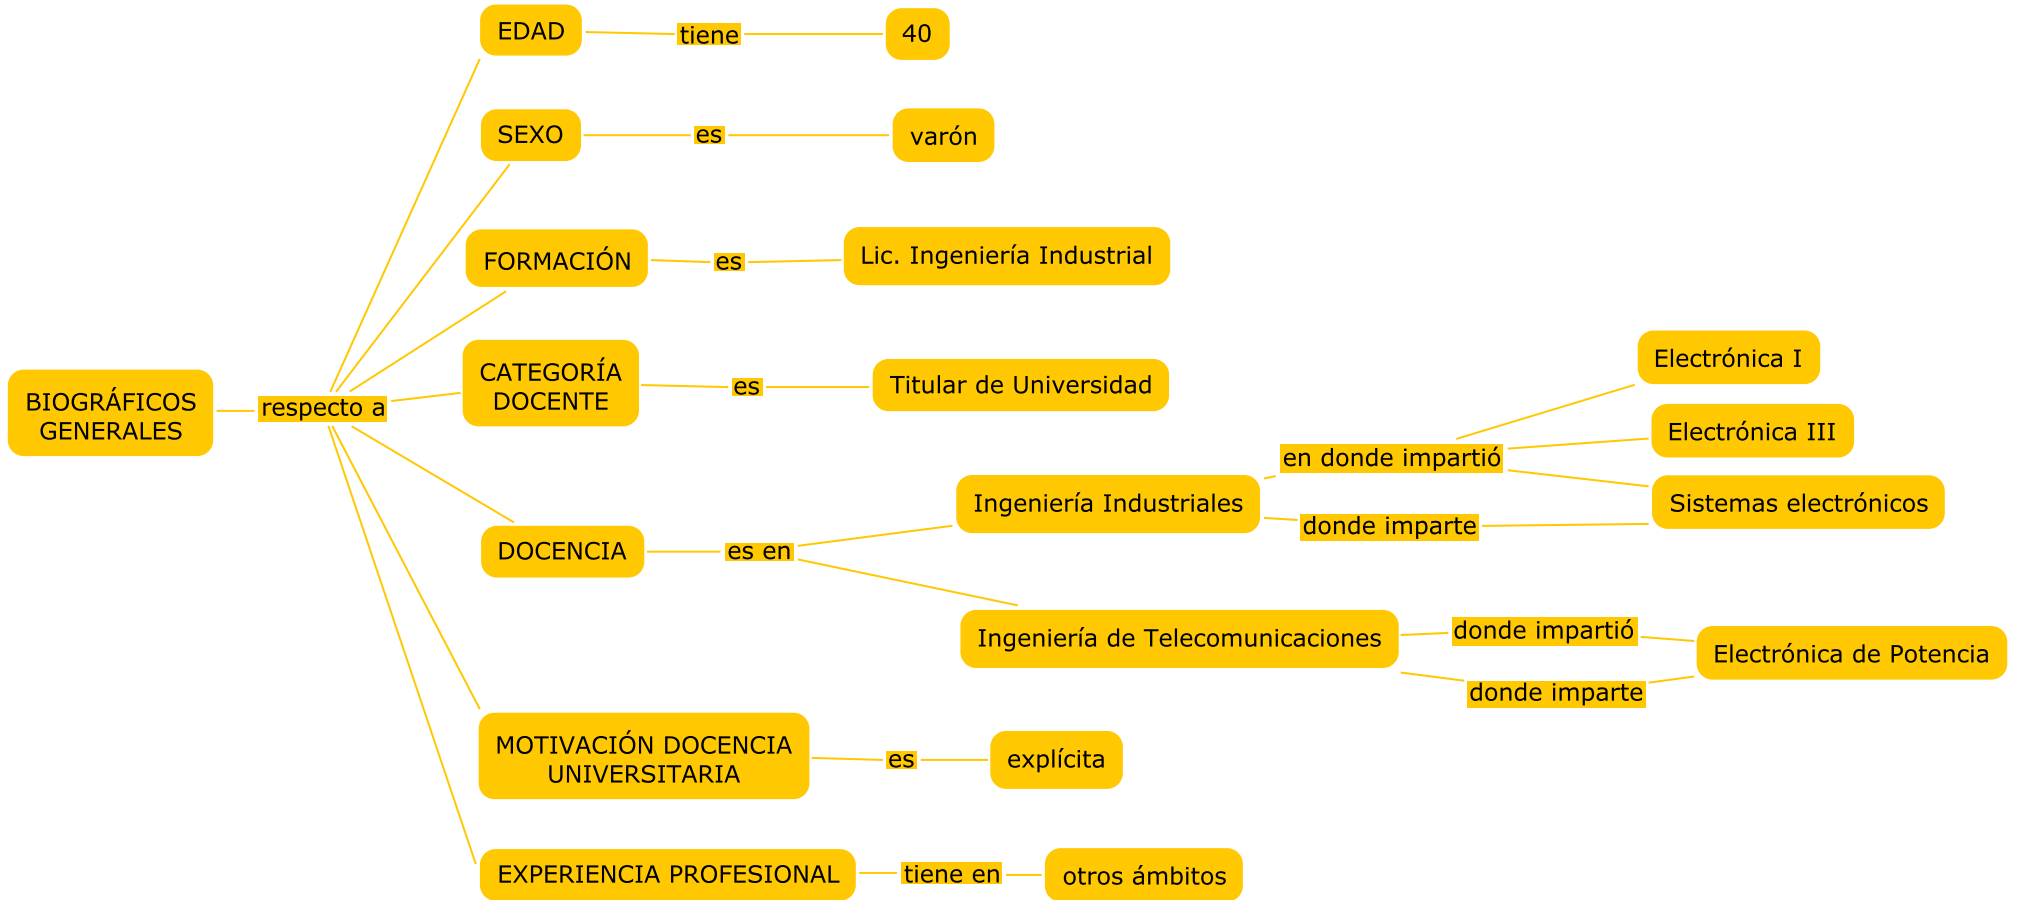 EDAD
tiene
40
SEXO
es
varón
FORMACIÓN
es
Lic. Ingeniería Industrial
BIOGRÁFICOS
GENERALES
respecto a
CATEGORÍA
DOCENTE
es
Titular de Universidad
DOCENCIA
es en
Ingeniería Industriales
en donde impartió
Electrónica I
Electrónica III
Sistemas electrónicos
donde imparte
Ingeniería de Telecomunicaciones
donde impartió
Electrónica de Potencia
donde imparte
MOTIVACIÓN DOCENCIA
UNIVERSITARIA
es
explícita
EXPERIENCIA PROFESIONAL
tiene en
otros ámbitos